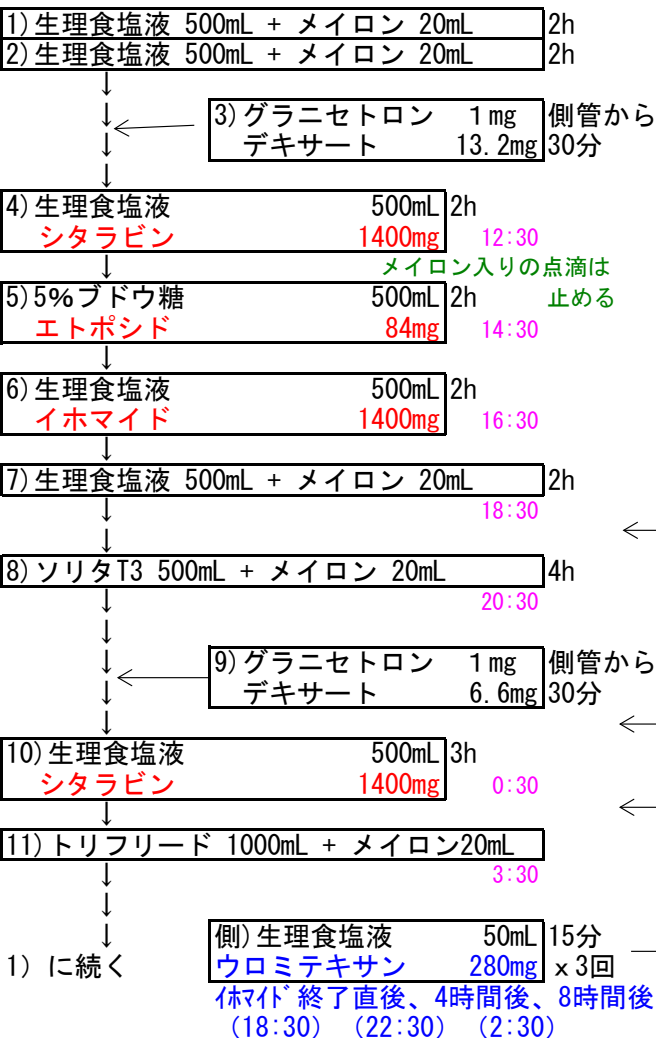 1)生理食塩液 500mL + メイロン 20mL 2h
2)生理食塩液 500mL + メイロン 20mL 2h
↓
↓
3)グラニセトロン 1mg 側管から
↓
デキサート 13.2mg 30分
↓
4)生理食塩液 500mL 2h
シタラビン 1400mg 12:30
↓
メイロン入りの点滴は
5)5%ブドウ糖 500mL 2h 止める
エトポシド 84mg 14:30
↓
6)生理食塩液 500mL 2h
イホマイド 1400mg 16:30
↓
7)生理食塩液 500mL + メイロン 20mL 2h
↓ 18:30
↓
8)ソリタT3 500mL + メイロン 20mL 4h
↓ 20:30
↓
↓
9)グラニセトロン 1mg 側管から
↓
デキサート 6.6mg 30分
↓
10)生理食塩液 500mL 3h
シタラビン 1400mg 0:30
↓
11)トリフリード 1000mL + メイロン20mL
↓ 3:30
↓
↓
側)生理食塩液 50mL 15分
1) に続く
ウロミテキサン 280mg x3回
ｲﾎﾏｲﾄﾞ終了直後、4時間後、8時間後
(18:30) (22:30) (2:30)